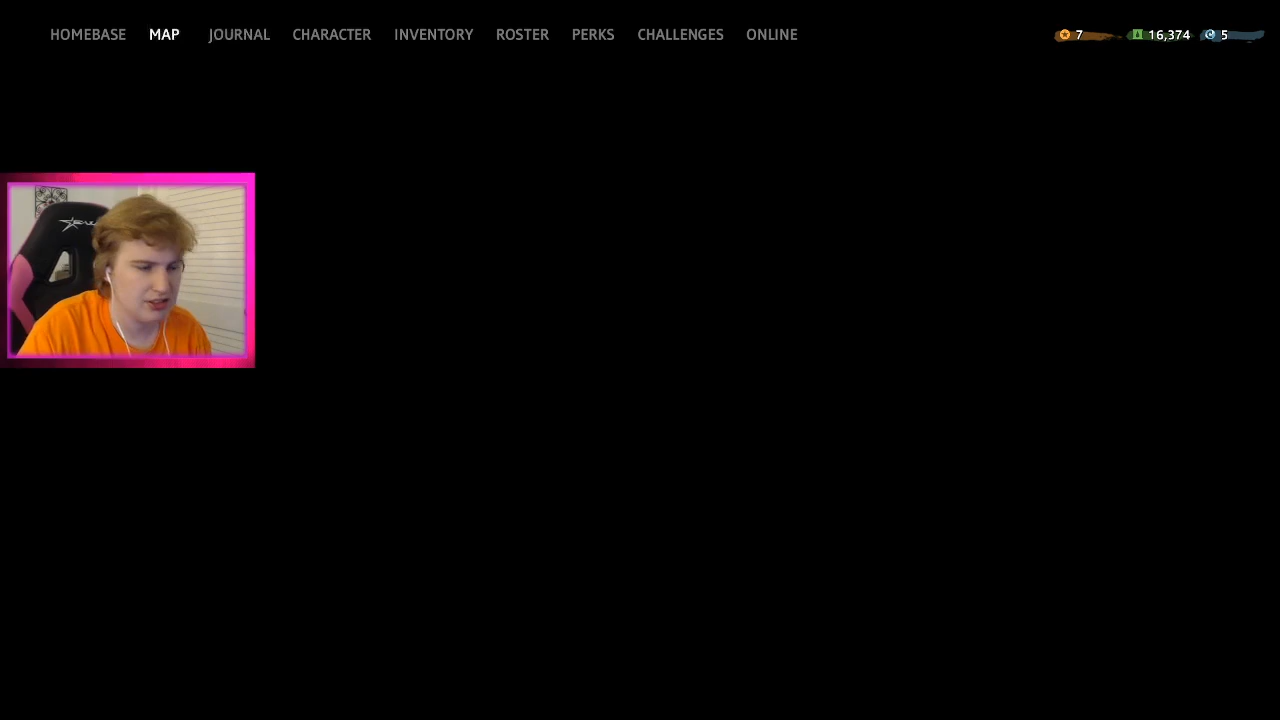 HOMEBASE MAP JOURNAL CHARACTER INVENTORY ROSTER PERKS CHALLENGES ONLINE 7 16,374 5